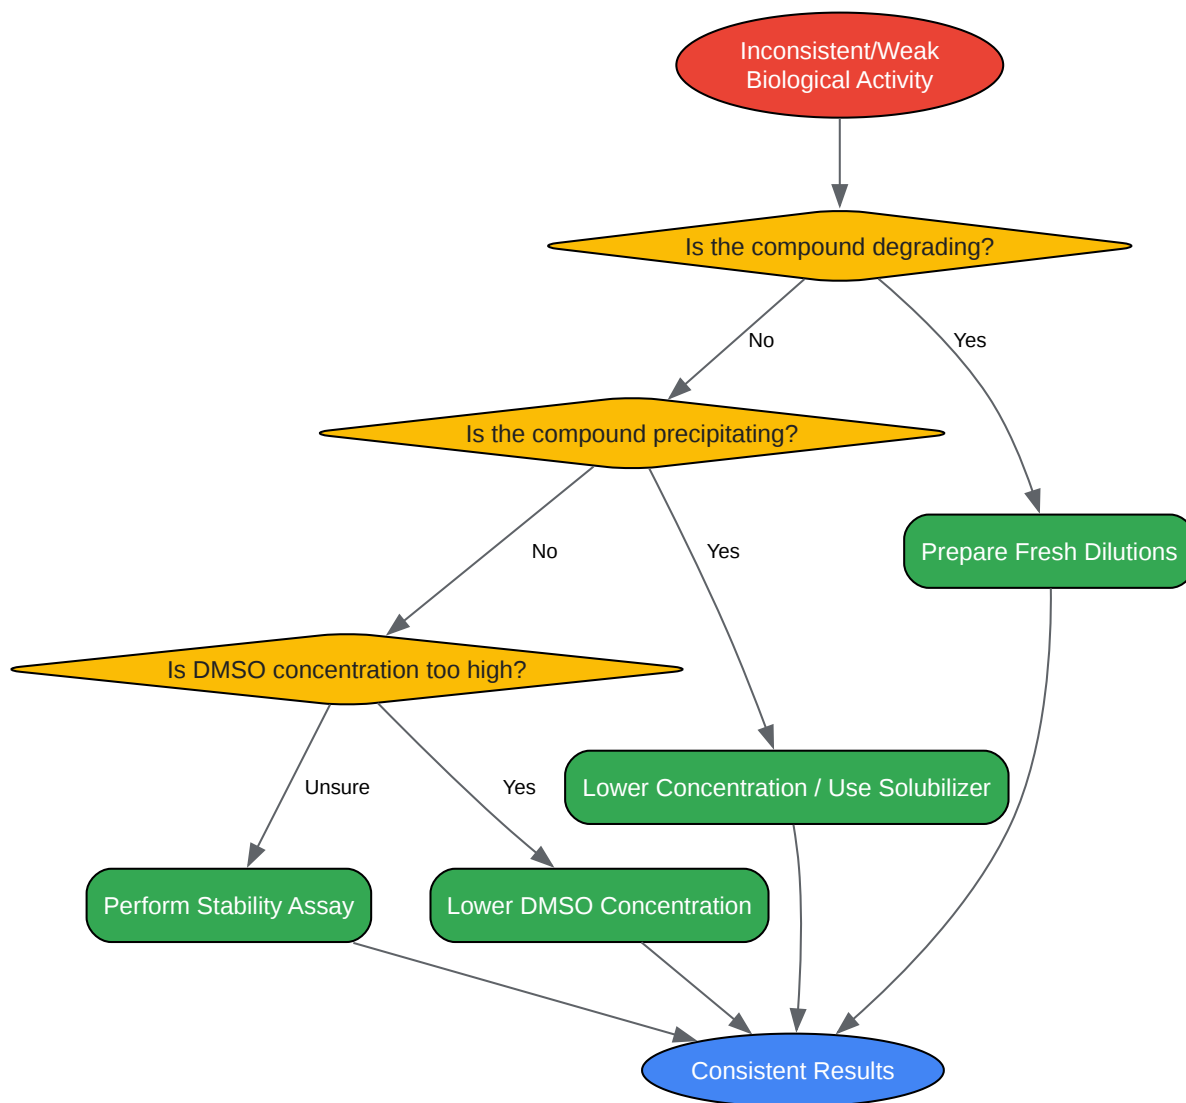 Inconsistent/Weak
Biological Activity
Is the compound degrading?
No
Yes
Is the compound precipitating?
No
Yes
Prepare Fresh Dilutions
Is DMSO concentration too high?
Unsure
Yes
Lower Concentration / Use Solubilizer
Perform Stability Assay
Lower DMSO Concentration
Consistent Results